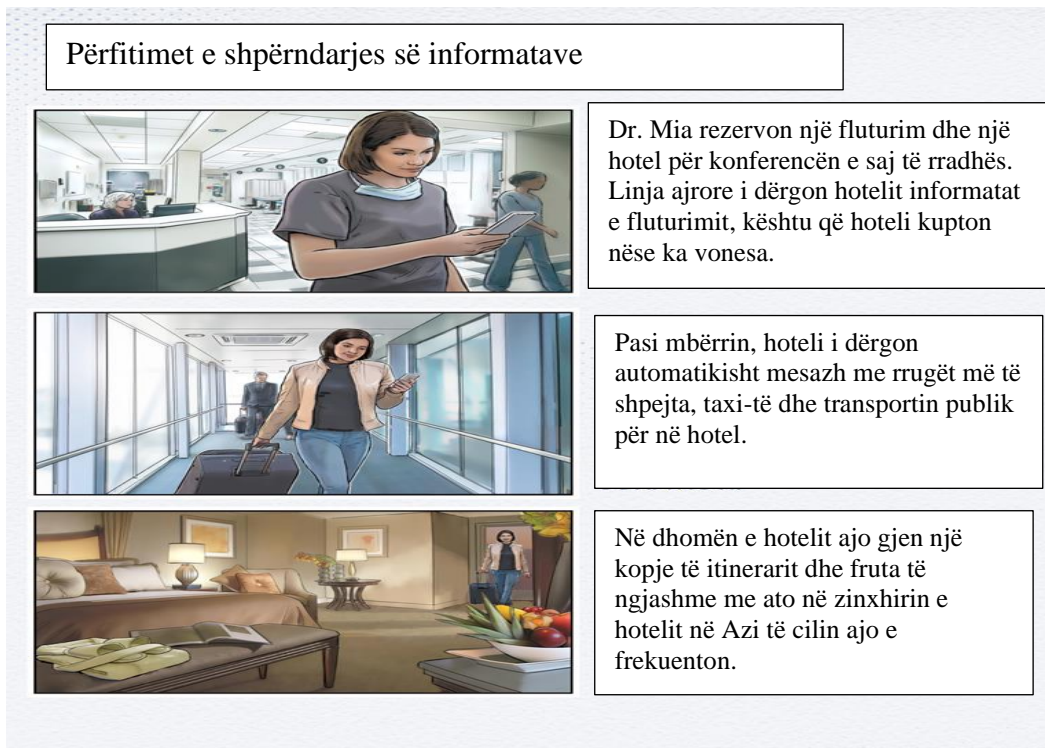 Përfitimet e shpërndarjes së informatave
Dr. Mia rezervon një fluturim dhe një
hotel për konferencën e saj të rradhës.
Linja ajrore i dërgon hotelit informatat
e fluturimit, kështu që hoteli kupton
nëse ka vonesa.
Pasi mbërrin, hoteli i dërgon
automatikisht mesazh me rrugët më të
shpejta, taxi-të dhe transportin publik
për në hotel.
Në dhomën e hotelit ajo gjen një
kopje të itinerarit dhe fruta të
ngjashme me ato në zinxhirin e
hotelit në Azi të cilin ajo e
frekuenton.